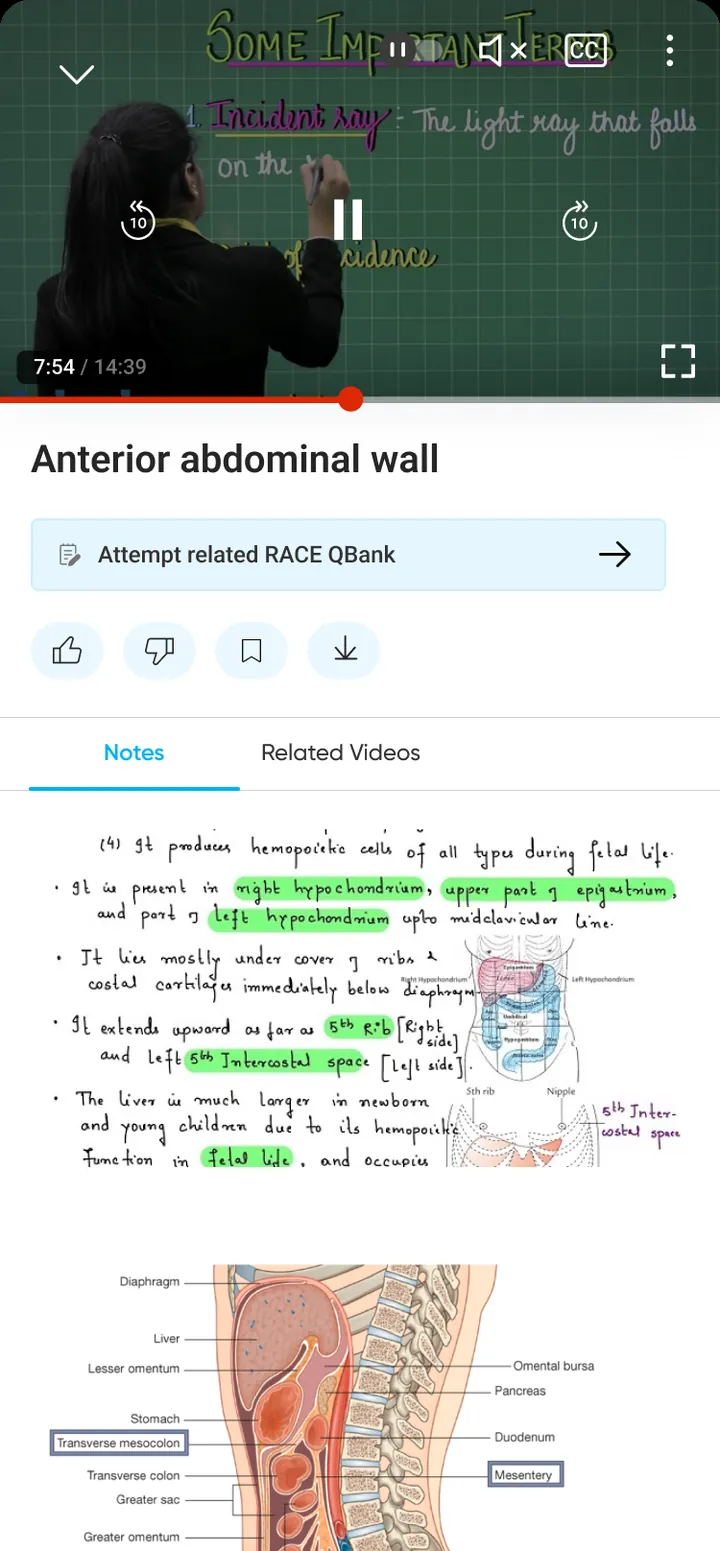 SOME IMPORTANT TERMS
CC
1. Incident ray :- The light ray that falls
on the
10
10
of incidence
7:54 / 14:39
Anterior abdominal wall
Attempt related RACE QBank
Notes
Related Videos
(4) It produces hemopoietic cells of all types during fetal life.
• It is present in right hypochondrium, upper part of epigastrium,
and part of left hypochondrium upto midclavicular line.
• It lies mostly under cover of ribs &
costal cartilages immediately below diaphragm
Right Hypochondrium
Epigastrium
Left Hypochondrium
Umbilical
Hypogastrium
• It extends upward as far as 5th Rib [Right side]
and left 5th Intercostal space [left side].
• The liver is much larger in newborn
and young children due to its hemopoietic
function in fetal life, and occupies
5th rib
Nipple
5th Inter-
costal space
Diaphragm
Liver
Lesser omentum
Omental bursa
Pancreas
Stomach
Duodenum
Transverse mesocolon
Transverse colon
Mesentery
Greater sac
Greater omentum